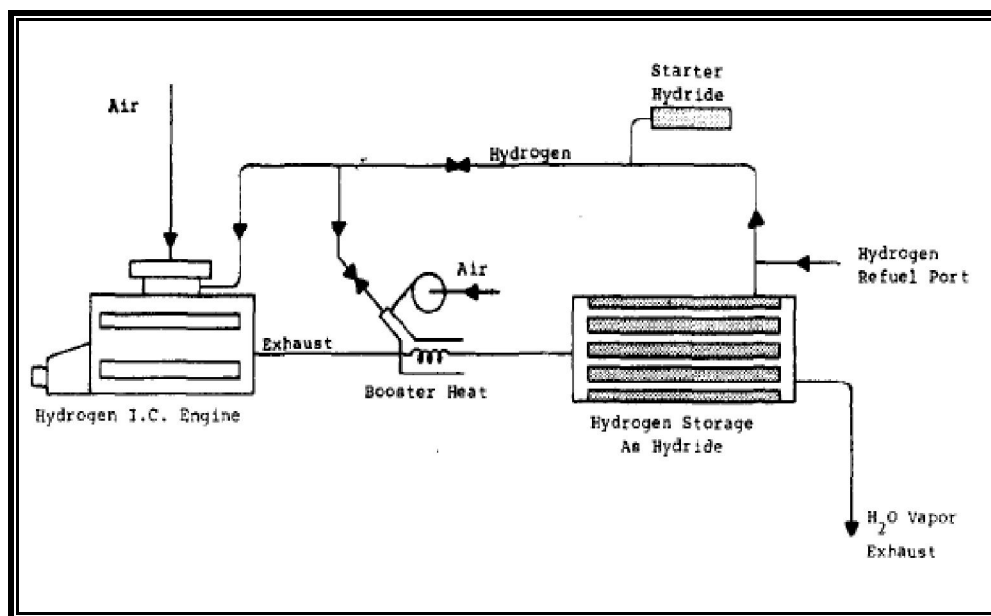 Starter
Hydride
Air
Hydrogen
Air
Hydrogen
Refuel Port
Exhaust
Booster Heat
Hydrogen I.C. Engine
Hydrogen Storage
As Hydride
H₂O Vapor
Exhaust